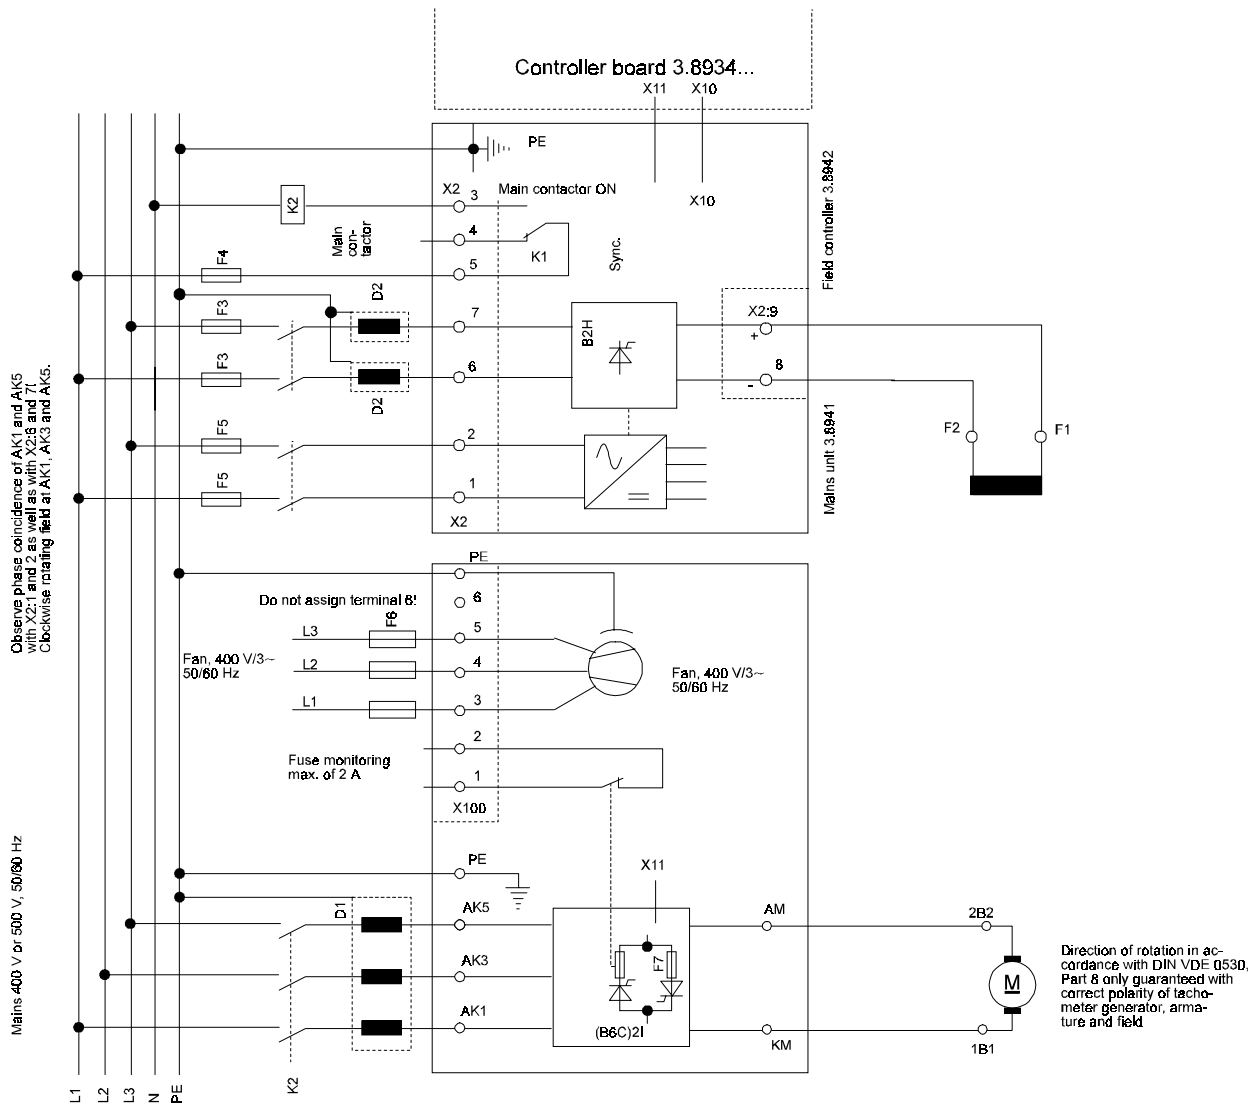 Controller board 3.8934...
X11
X10
PE
X2
3
Main contactor ON
X10
K2
4
Main
con-
tactor
K1
Sync.
Field controller 3.8942
F4
5
D2
F3
7
B2H
X2:9
+
F3
6
8
-
D2
Observe phase coincidence of AK1 and AK5
with X2:1 and 2 as well as with X2:6 and 7!
Clockwise rotating field at AK1, AK3 and AK5.
Mains unit 3.8941
F5
2
F2
F1
F5
1
X2
PE
Do not assign terminal 6!
6
F6
L3
5
Fan, 400 V/3~
50/60 Hz
L2
4
Fan, 400 V/3~
50/60 Hz
L1
3
2
Fuse monitoring
max. of 2 A
1
X100
Mains 400 V or 500 V, 50/60 Hz
PE
X11
D1
AK5
AM
2B2
AK3
F7
M
Direction of rotation in ac-
cordance with DIN VDE 0530,
Part 8 only guaranteed with
correct polarity of tacho-
meter generator, arma-
ture and field
AK1
(B6C)2I
KM
1B1
L1
L2
L3
N
PE
K2